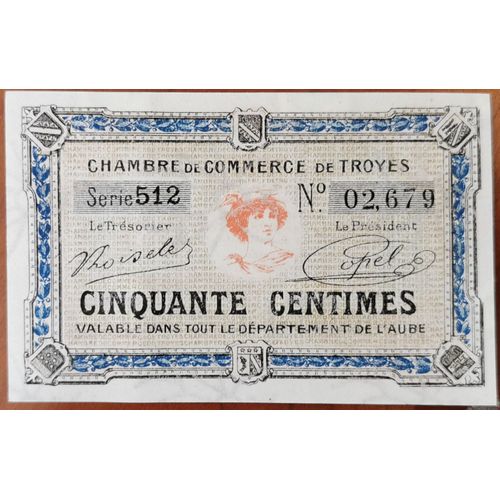 CHAMBRE DE COMMERCE DE TROYES
Serie 512 Nº 02,679
Le Trésorier Le Président
CINQUANTE CENTIMES
VALABLE DANS TOUT LE DÉPARTEMENT DE L'AUBE